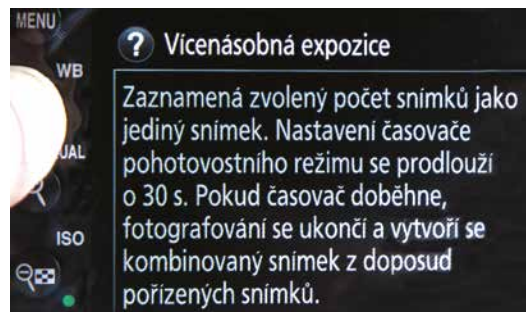 MENU
Vícenásobná expozice
WB
Zaznamená zvolený počet snímků jako
jediný snímek. Nastavení časovače
pohotovostního režimu se prodlouží
o 30 s. Pokud časovač doběhne,
fotografování se ukončí a vytvoří se
kombinovaný snímek z doposud
pořízených snímků.
ISO